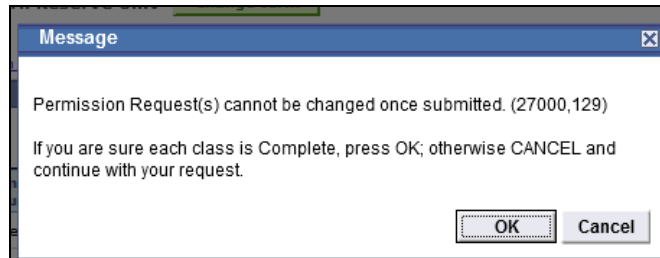 Message
Permission Request(s) cannot be changed once submitted. (27000,129)
If you are sure each class is Complete, press OK; otherwise CANCEL and
continue with your request.
OK Cancel